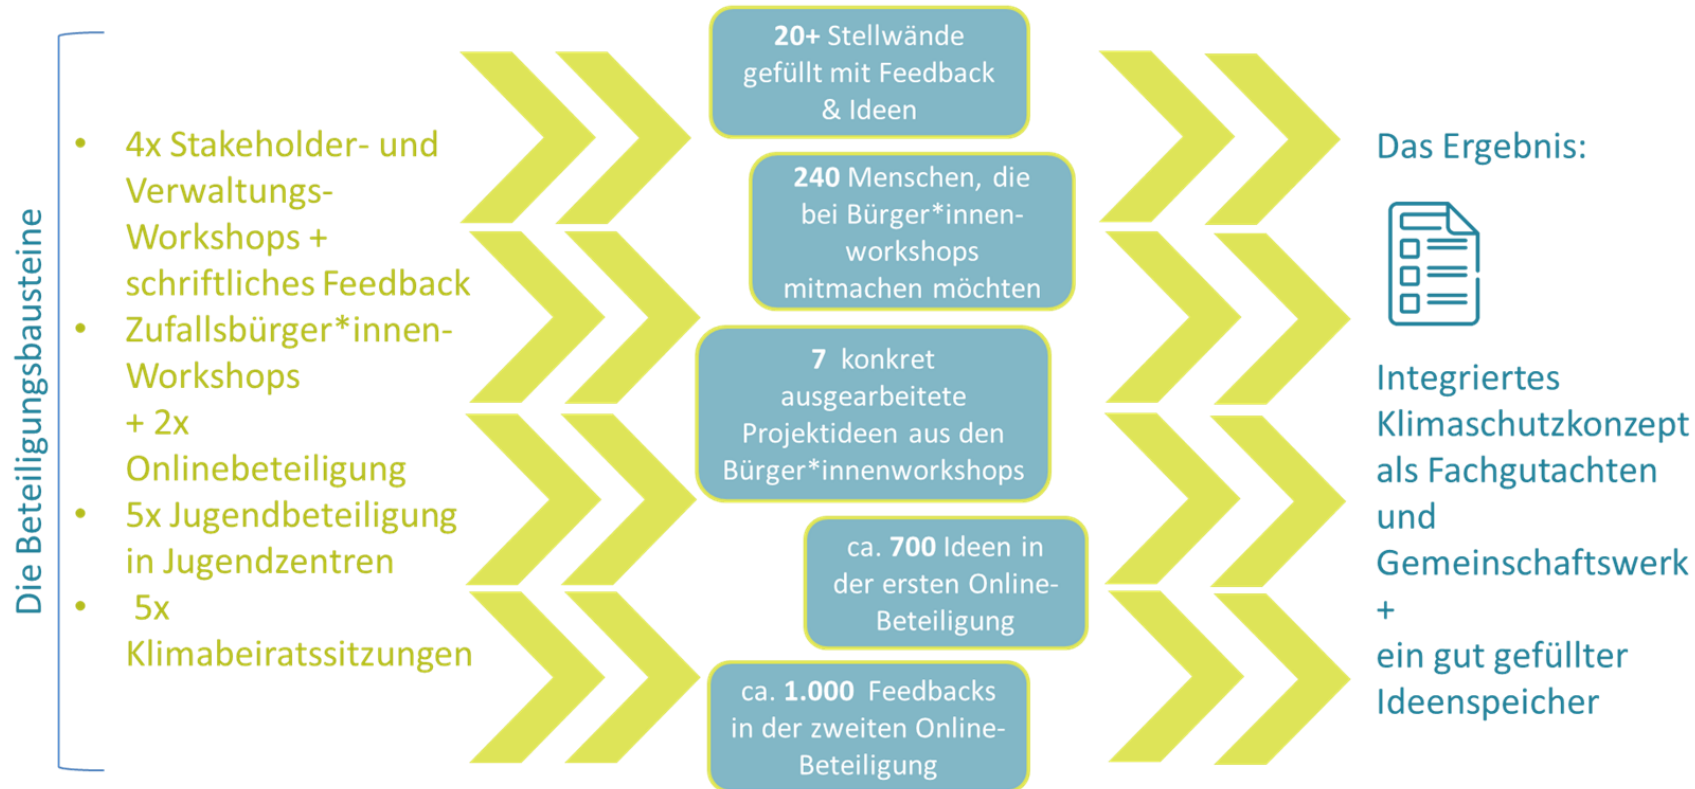 Die Beteiligungsbausteine
• 4x Stakeholder- und
Verwaltungs-
Workshops +
schriftliches Feedback
• Zufallsbürger*innen-
Workshops
+ 2x
Onlinebeteiligung
• 5x Jugendbeteiligung
in Jugendzentren
• 5x
Klimabeiratssitzungen
20+ Stellwände
gefüllt mit Feedback
& Ideen
240 Menschen, die
bei Bürger*innen-
workshops
mitmachen möchten
7 konkret
ausgearbeitete
Projektideen aus den
Bürger*innenworkshops
ca. 700 Ideen in
der ersten Online-
Beteiligung
ca. 1.000 Feedbacks
in der zweiten Online-
Beteiligung
Das Ergebnis:
Integriertes
Klimaschutzkonzept
als Fachgutachten
und
Gemeinschaftswerk
+
ein gut gefüllter
Ideenspeicher